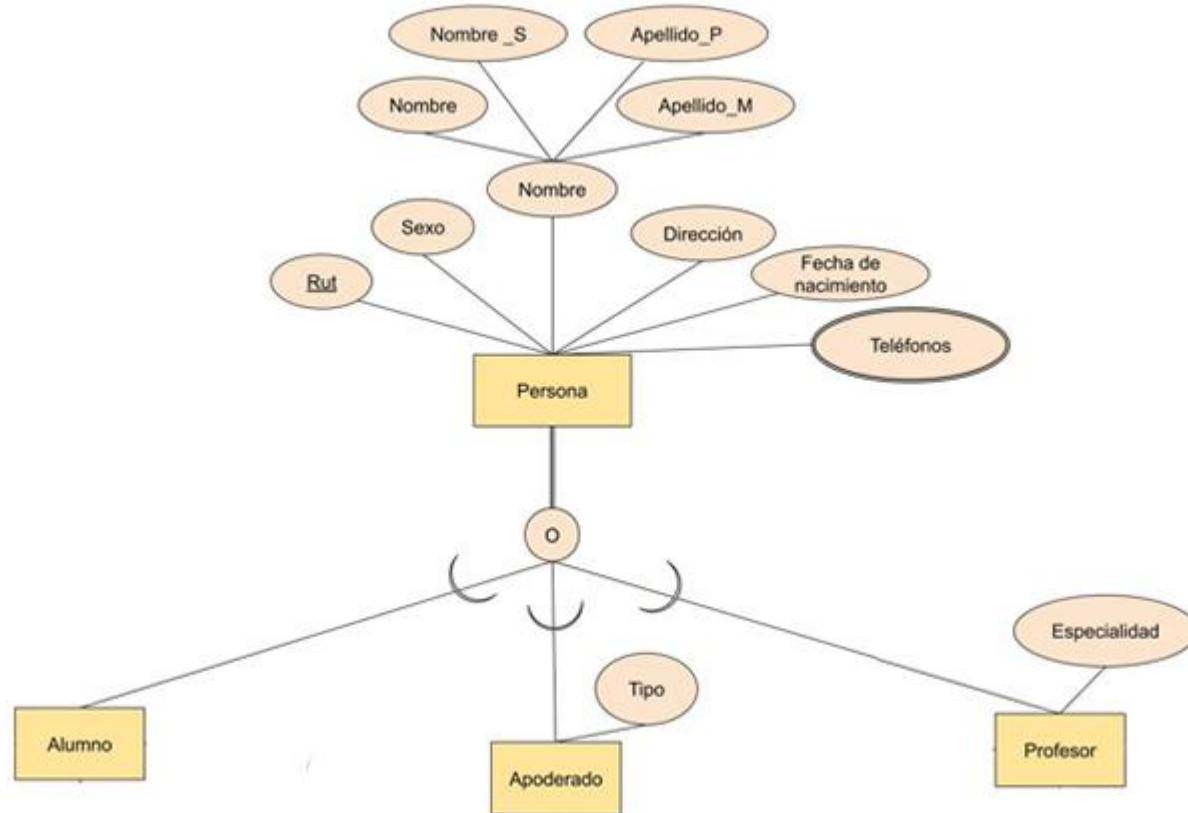 Nombre _S
Apellido_P
Nombre
Apellido_M
Nombre
Sexo
Dirección
Rut
Fecha de
nacimiento
Teléfonos
Persona
O
Especialidad
Tipo
Alumno
Apoderado
Profesor